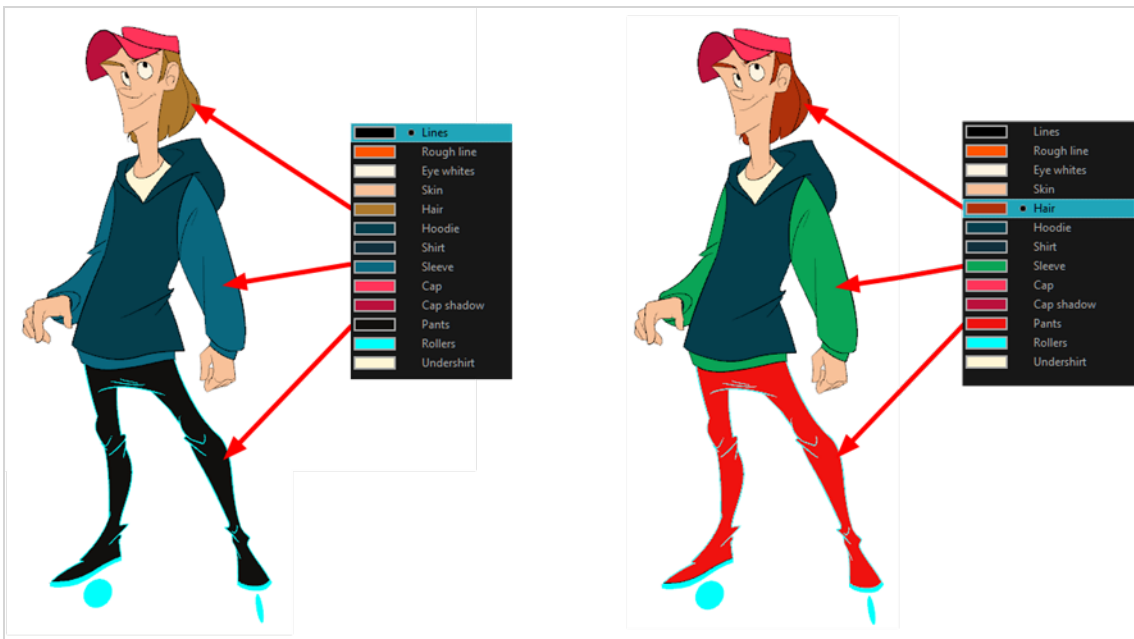 Lines
Rough line
Eye whites
Skin
Hair
Hoodie
Shirt
Sleeve
Cap
Cap shadow
Pants
Rollers
Undershirt
Lines
Rough line
Eye whites
Skin
Hair
Hoodie
Shirt
Sleeve
Cap
Cap shadow
Pants
Rollers
Undershirt